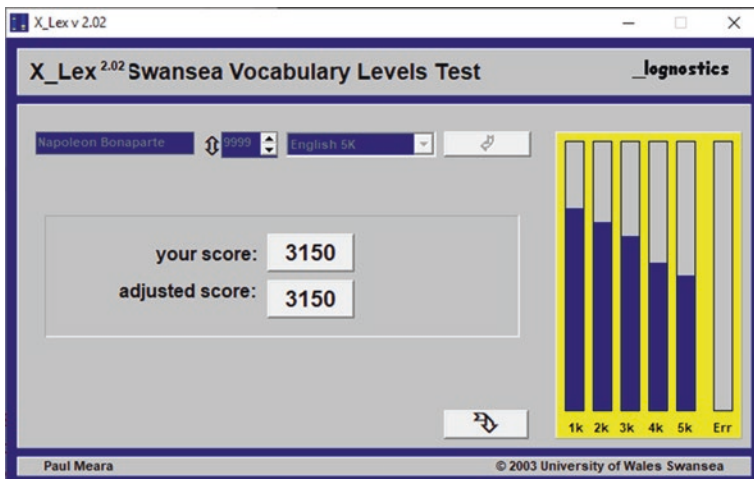 X_Lex v 2.02
X_Lex 2.02 Swansea Vocabulary Levels Test
_lognostics
Napoleon Bonaparte 9999 English 5K
your score: 3150
adjusted score: 3150
1k 2k 3k 4k 5k Err
Paul Meara
© 2003 University of Wales Swansea